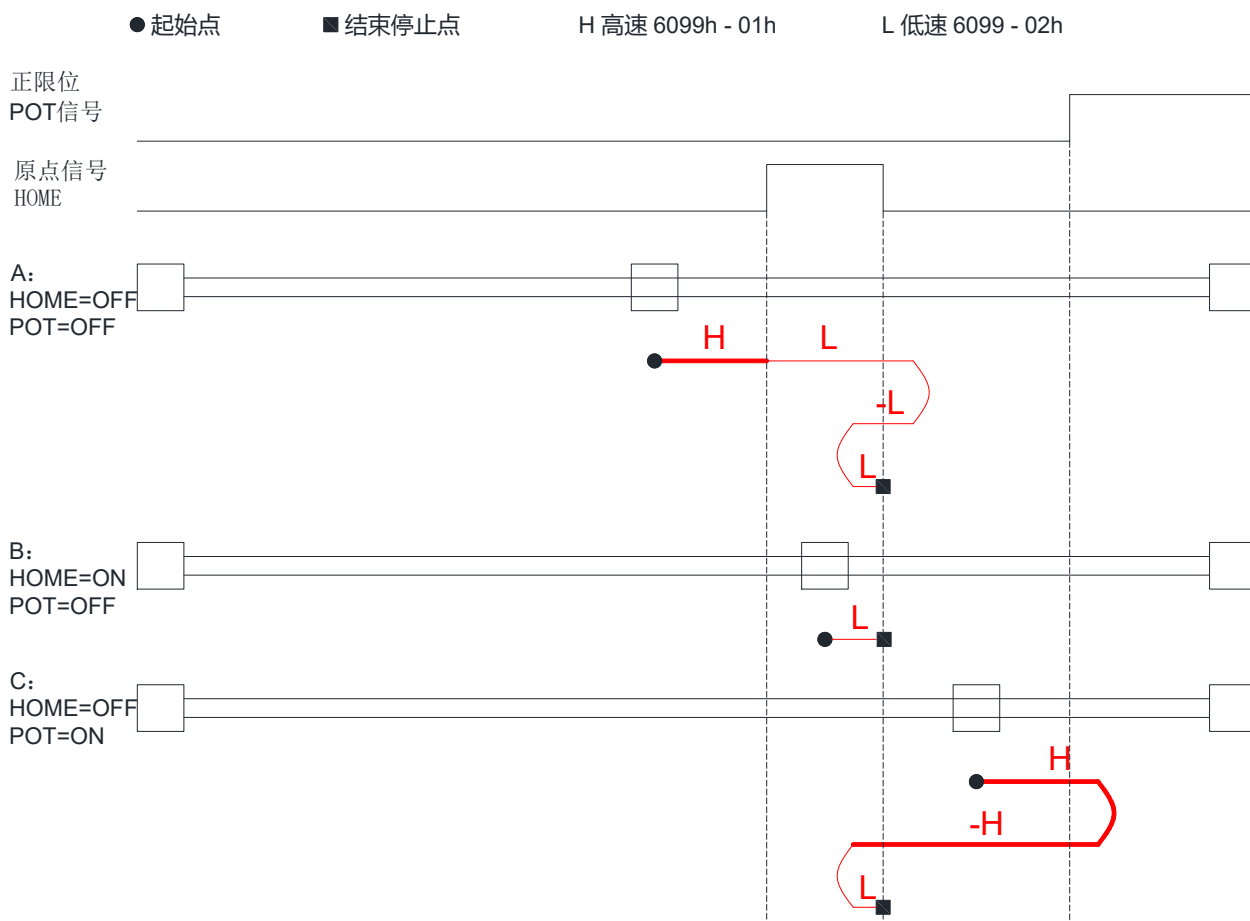 起始点
结束停止点
H 高速 6099h - 01h
L 低速 6099 - 02h
正限位
POT信号
原点信号
HOME
A:
HOME=OFF
POT=OFF
H
L
-L
L
B:
HOME=ON
POT=OFF
L
C:
HOME=OFF
POT=ON
H
-H
L